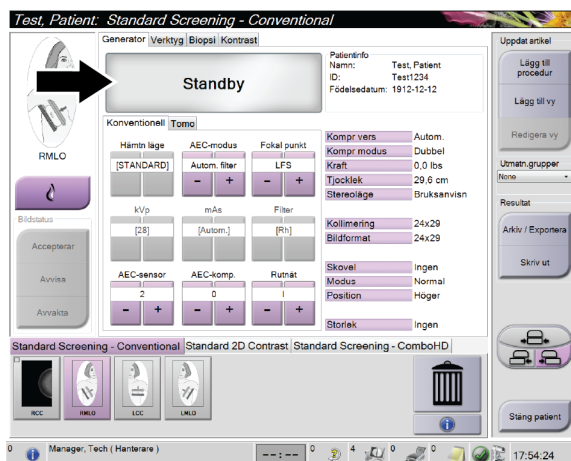 Test, Patient: Standard Screening - Conventional
Generator Verktyg Biopsi Kontrast
Standby
Patientinfo
Namn: Test, Patient
ID: Test1234
Födelsedatum: 1912-12-12
RMLO
Bildstatus
Accepterar
Avvisa
Avvakta
Konventionell Tomo
Hämtn läge AEC-modus Fokal punkt
[STANDARD] Autom. filter LFS
- + - +
kVp mAs Filter
[28] [Autom.] [Rh]
AEC-sensor AEC-komp. Rutnät
2 0 I
- + - + - +
Kompr vers Autom.
Kompr modus Dubbel
Kraft 0,0 lbs
Tjocklek 29,6 cm
Stereoläge Bruksanvisn
Kollimering 24x29
Bildformat 24x29
Skovel Ingen
Modus Normal
Position Höger
Storlek Ingen
Uppdat artikel
Lägg till
procedur
Lägg till vy
Redigera vy
Utmatn.grupper
None
Resultat
Arkiv / Exportera
Skriv ut
Stäng patient
Standard Screening - Conventional Standard 2D Contrast Standard Screening - ComboHD
RCC RMLO LCC LMLO
0 Manager, Tech ( Hanterare ) --:-- 0 4 0 17:54:24